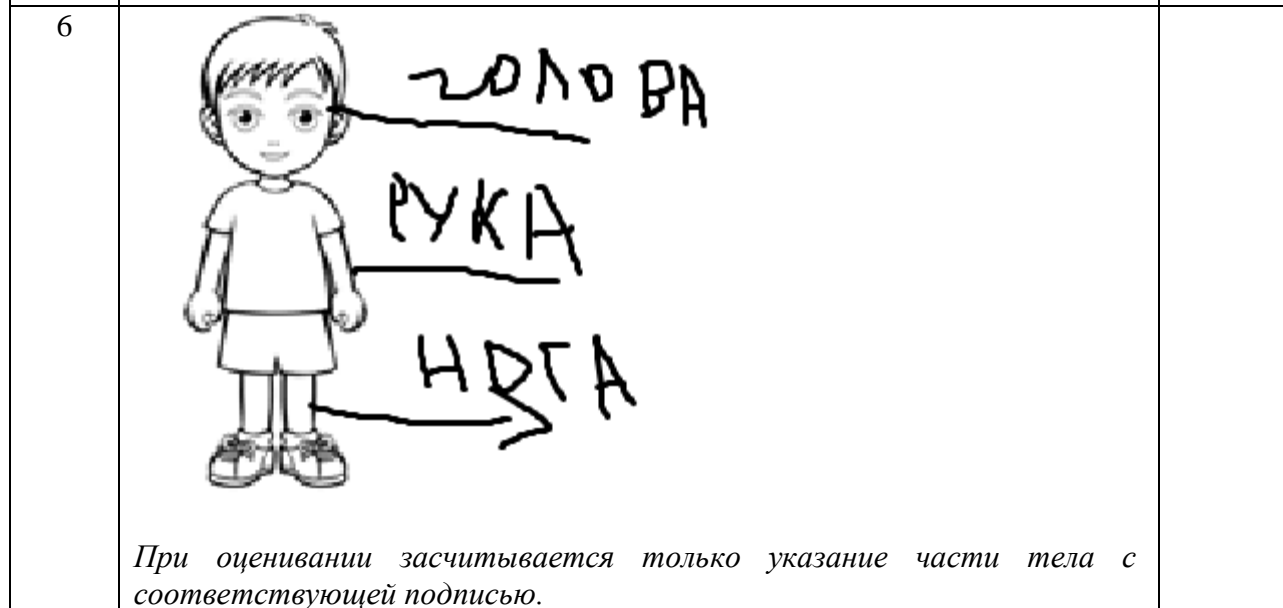 6
голова
РУКА
НОГА
При оценивании засчитывается только указание части тела с
соответствующей подписью.